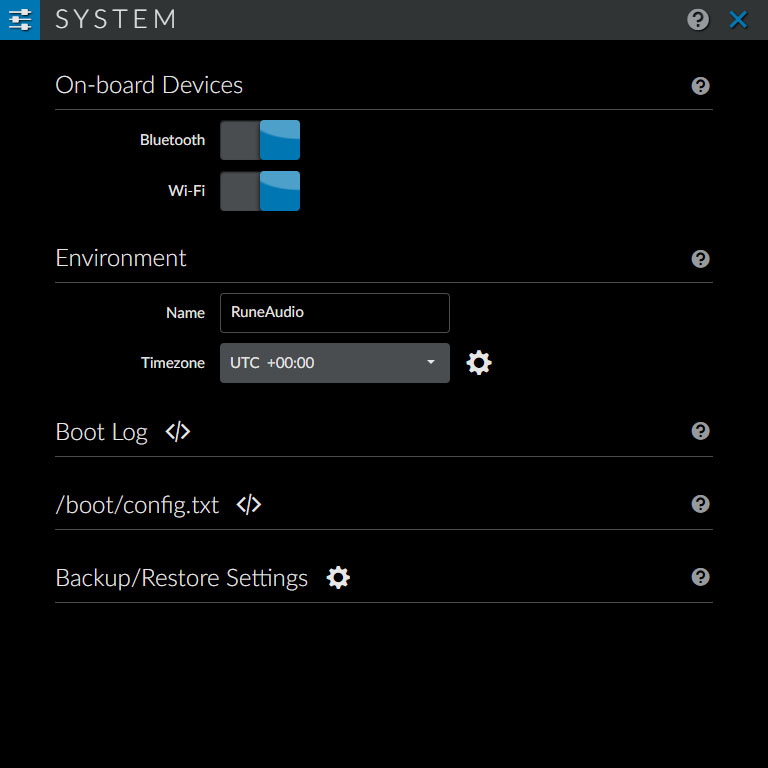 SYSTEM
On-board Devices
Bluetooth
Wi-Fi
Environment
Name RuneAudio
Timezone UTC +00:00
Boot Log </>
/boot/config.txt </>
Backup/Restore Settings